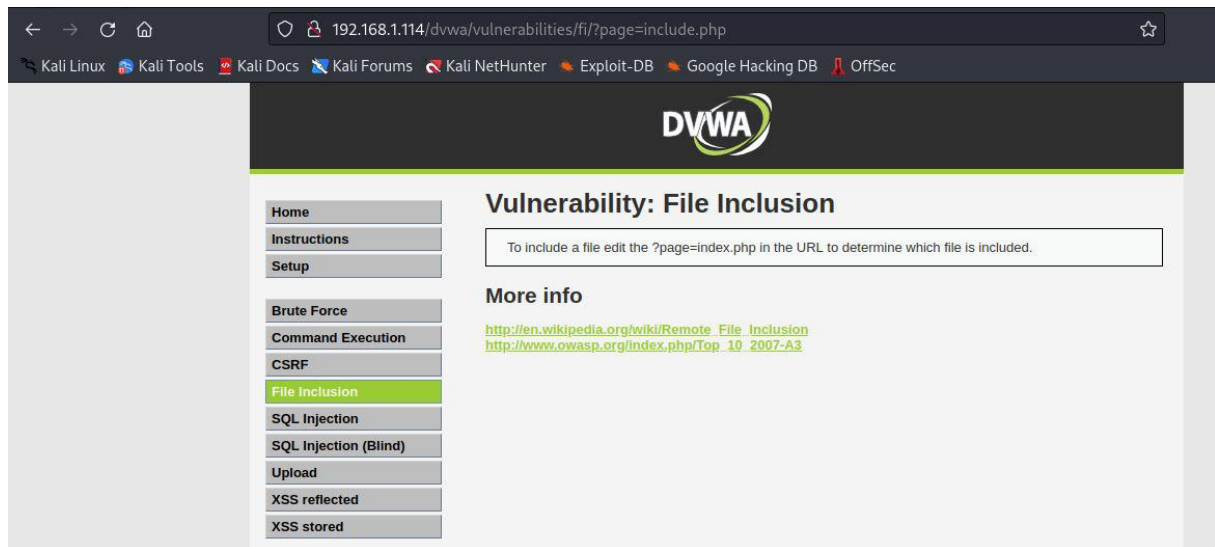 192.168.1.114/dvwa/vulnerabilities/fi/?page=include.php
Kali Linux Kali Tools Kali Docs Kali Forums Kali NetHunter Exploit-DB Google Hacking DB OffSec
DVWA
Home
Instructions
Setup
Brute Force
Command Execution
CSRF
File Inclusion
SQL Injection
SQL Injection (Blind)
Upload
XSS reflected
XSS stored
Vulnerability: File Inclusion
To include a file edit the ?page=index.php in the URL to determine which file is included.
More info
http://en.wikipedia.org/wiki/Remote_File_Inclusion
http://www.owasp.org/index.php/Top_10_2007-A3